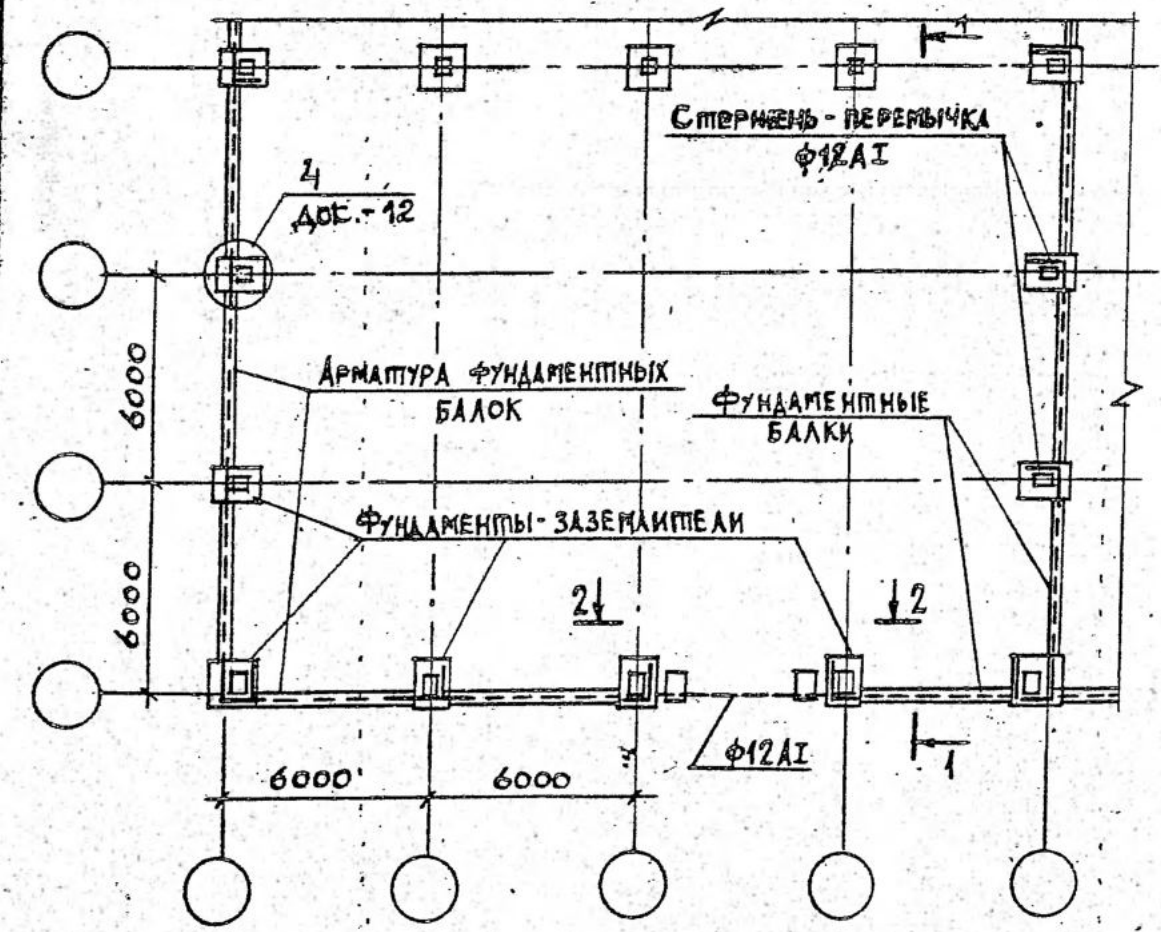 1
Стержень - перемычка
ф12АI
4
док. - 12
6000
Арматура фундаментных
балок
Фундаментные
балки
Фундаменты - заземлители
6000
2
2
ф12АI
1
6000
6000